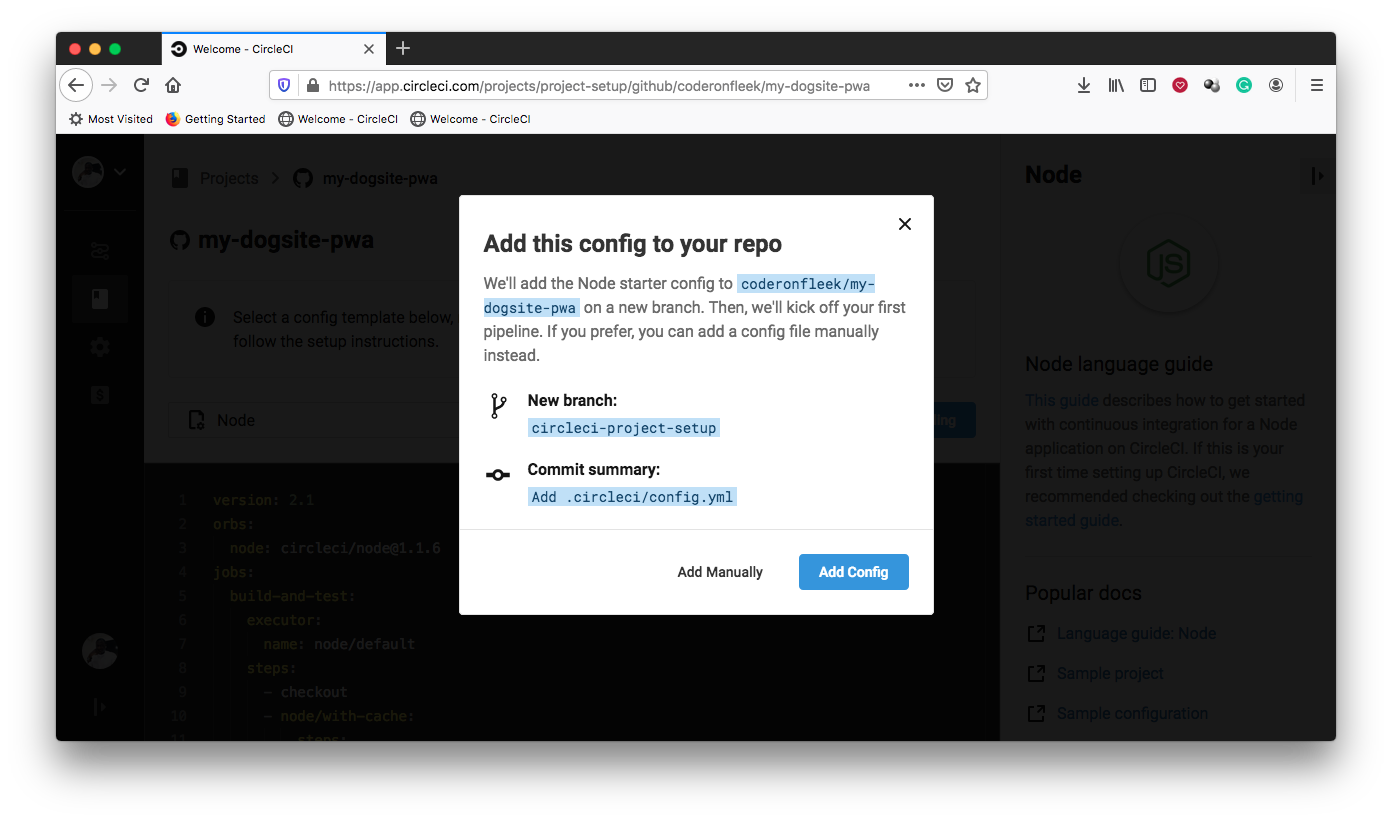 Welcome - CircleCI
https://app.circleci.com/projects/project-setup/github/coderonfleek/my-dogsite-pwa
Most Visited Getting Started Welcome - CircleCI Welcome - CircleCI
Projects my-dogsite-pwa
my-dogsite-pwa
Select a config template below,
follow the setup instructions.
Node
1 version: 2.1
2 orbs:
3 node: circleci/node@1.1.6
4 jobs:
5 build-and-test:
6 executor:
7 name: node/default
8 steps:
9 - checkout
10 - node/with-cache:
11 steps:
Add this config to your repo
We'll add the Node starter config to coderonfleek/my-
dogsite-pwa on a new branch. Then, we'll kick off your first
pipeline. If you prefer, you can add a config file manually
instead.
New branch:
circleci-project-setup
Commit summary:
Add .circleci/config.yml
Add Manually Add Config
Node
JS
Node language guide
This guide describes how to get started
with continuous integration for a Node
application on CircleCI. If this is your
first time setting up CircleCI, we
recommended checking out the getting
started guide.
Popular docs
Language guide: Node
Sample project
Sample configuration